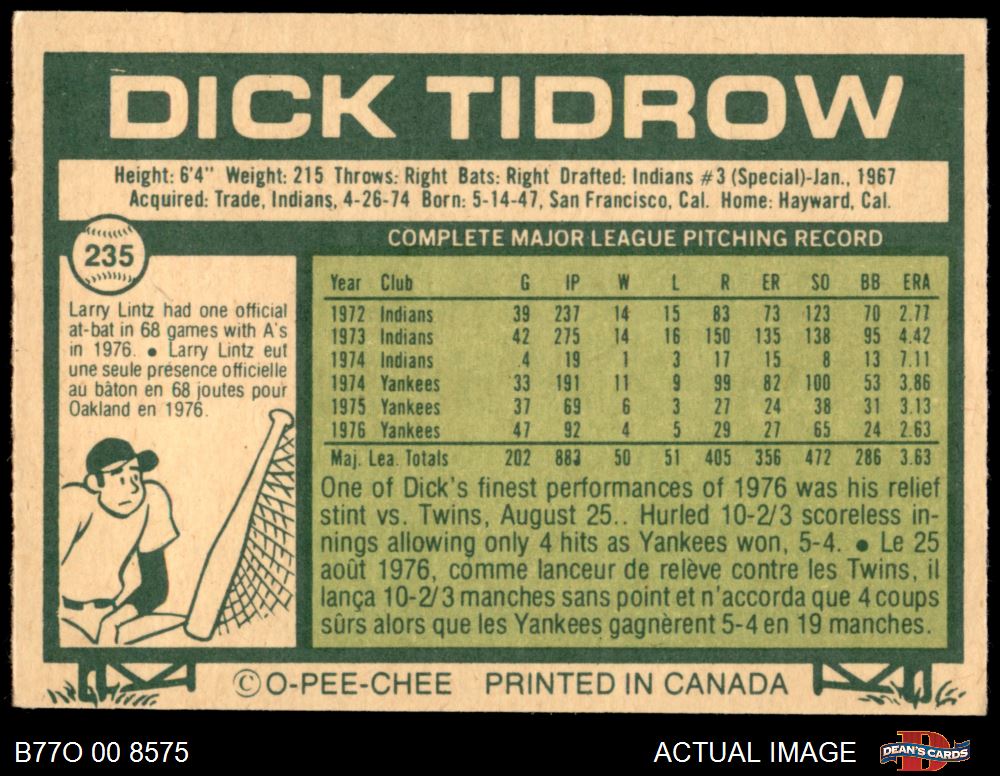 DICK TIDROW
Height: 6'4" Weight: 215 Throws: Right Bats: Right Drafted: Indians #3 (Special)-Jan., 1967
Acquired: Trade, Indians, 4-26-74 Born: 5-14-47, San Francisco, Cal. Home: Hayward, Cal.
235
Larry Lintz had one official
at-bat in 68 games with A's
in 1976. • Larry Lintz eut
une seule présence officielle
au bâton en 68 joutes pour
Oakland en 1976.
COMPLETE MAJOR LEAGUE PITCHING RECORD
Year Club G IP W L R ER SO BB ERA
1972 Indians 39 237 14 15 83 73 123 70 2.77
1973 Indians 42 275 14 16 150 135 138 95 4.42
1974 Indians 4 19 1 3 17 15 8 13 7.11
1974 Yankees 33 191 11 9 99 82 100 53 3.86
1975 Yankees 37 69 6 3 27 24 38 31 3.13
1976 Yankees 47 92 4 5 29 27 65 24 2.63
Maj. Lea. Totals 202 883 50 51 405 356 472 286 3.63
One of Dick's finest performances of 1976 was his relief
stint vs. Twins, August 25.. Hurled 10-2/3 scoreless in-
nings allowing only 4 hits as Yankees won, 5-4. • Le 25
août 1976, comme lanceur de relève contre les Twins, il
lança 10-2/3 manches sans point et n'accorda que 4 coups
sûrs alors que les Yankees gagnèrent 5-4 en 19 manches.
© O-PEE-CHEE PRINTED IN CANADA
B77O 00 8575
ACTUAL IMAGE
DEAN'S CARDS